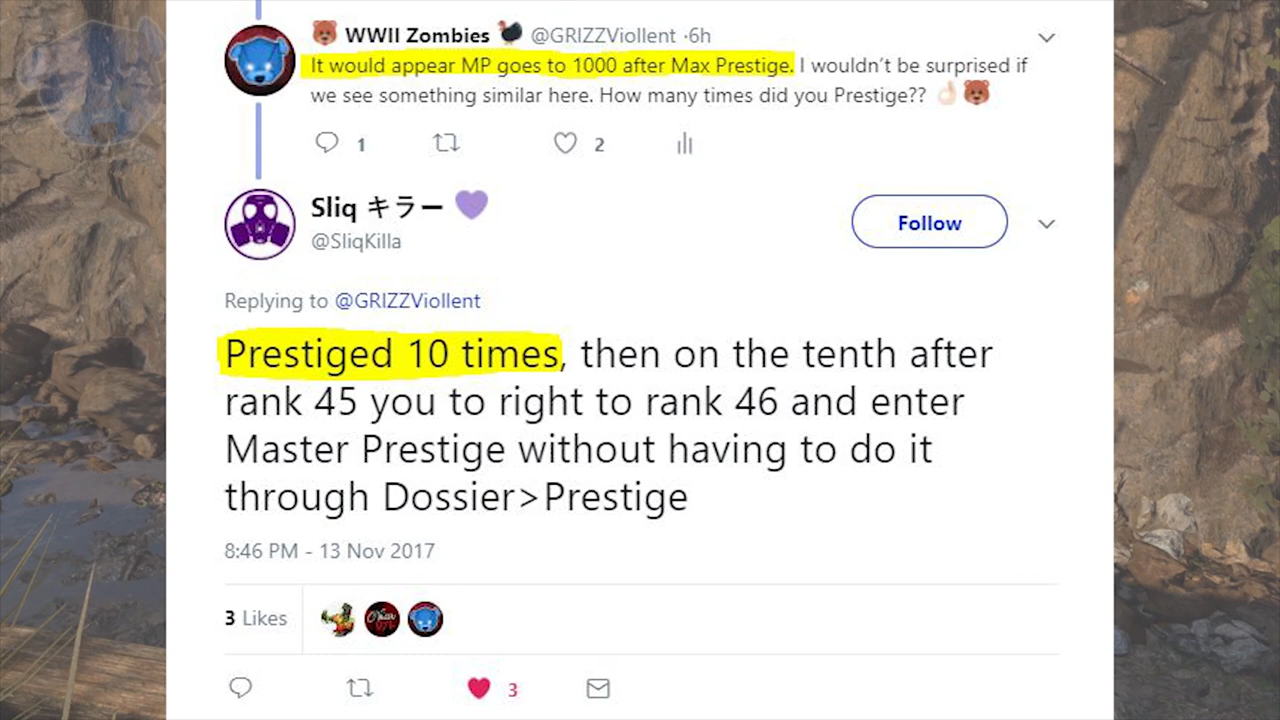 🐻 WWII Zombies 🦃 @GRIZZViollent ·6h
It would appear MP goes to 1000 after Max Prestige. I wouldn't be surprised if
we see something similar here. How many times did you Prestige?? 👌🏻🐻
1 2
Sliq キラー 💜
@SliqKilla
Follow
Replying to @GRIZZViollent
Prestiged 10 times, then on the tenth after
rank 45 you to right to rank 46 and enter
Master Prestige without having to do it
through Dossier>Prestige
8:46 PM - 13 Nov 2017
3 Likes
3